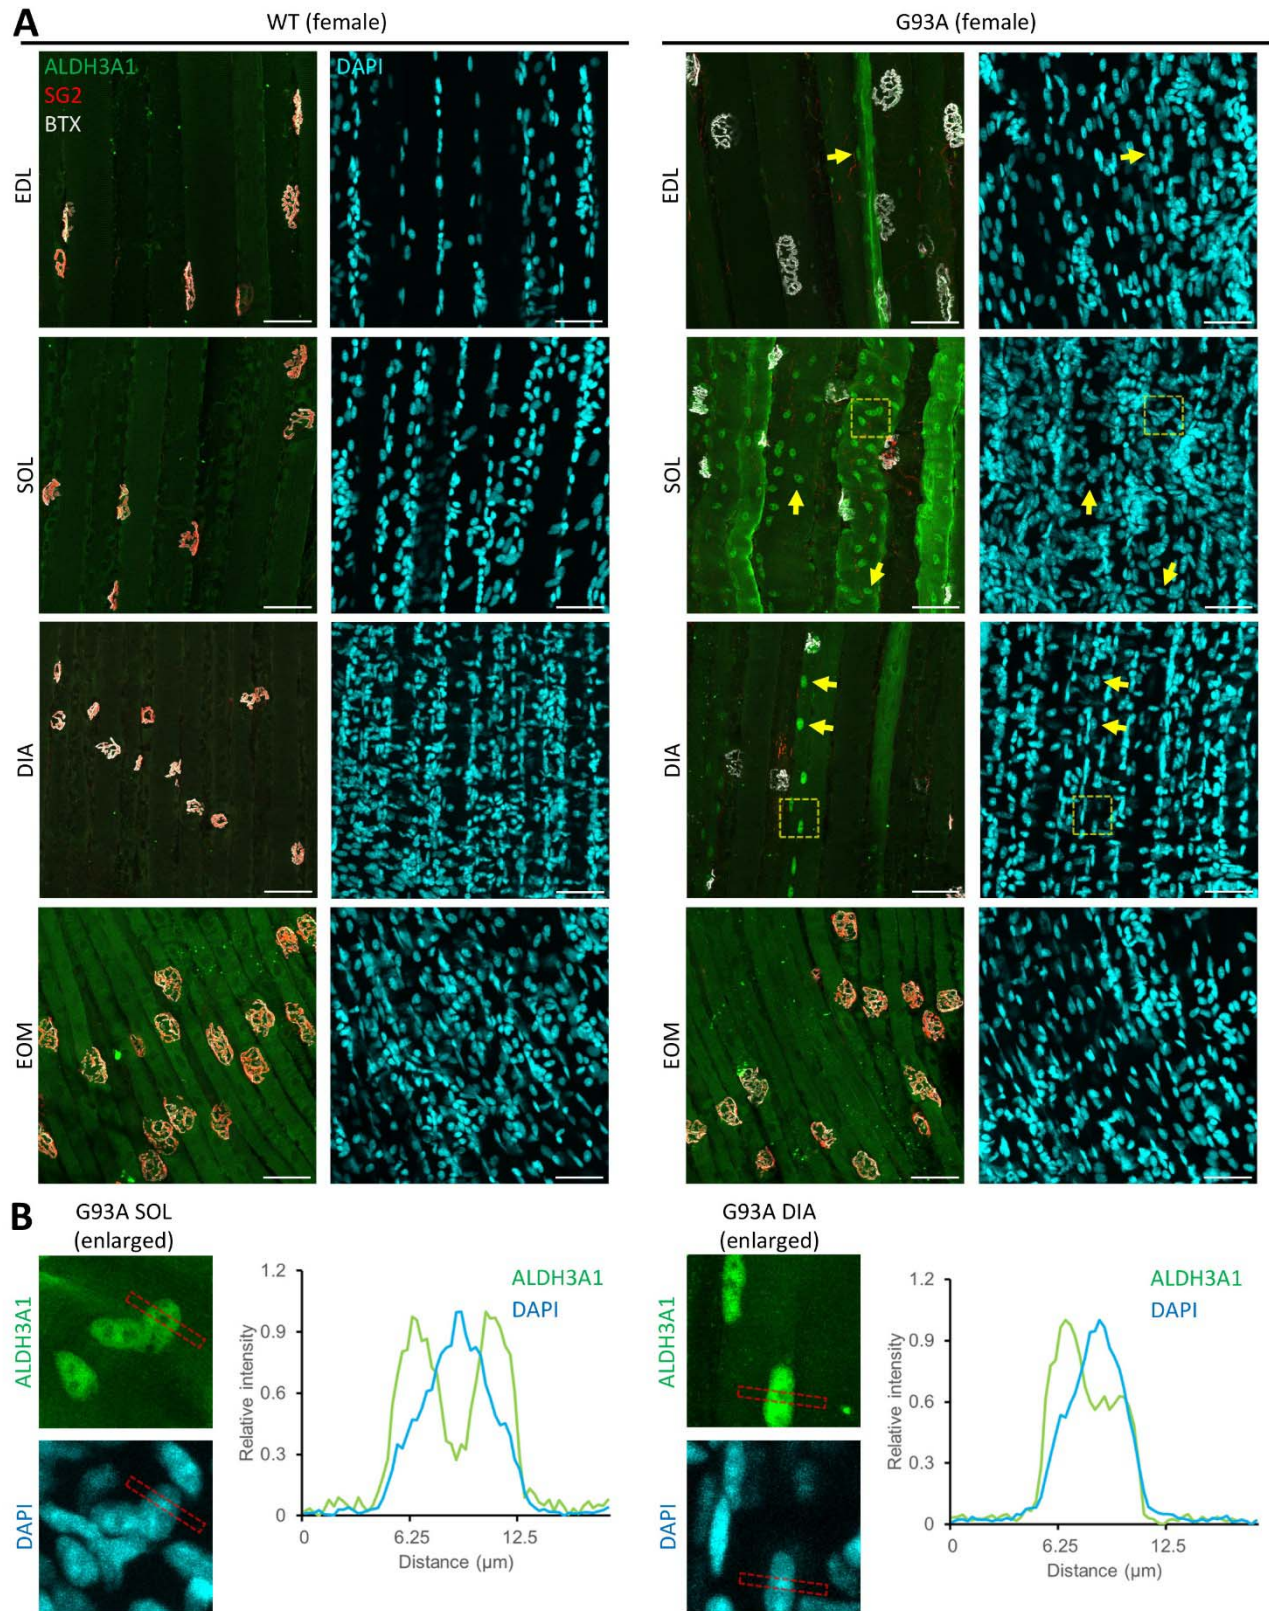 A
WT (female)
G93A (female)
ALDH3A1
SG2
BTX
DAPI
EDL
EDL
SOL
SOL
DIA
DIA
EOM
EOM
B
G93A SOL
(enlarged)
ALDH3A1
DAPI
1.2
0.9
0.6
0.3
0
Relative intensity
ALDH3A1
DAPI
0
6.25
12.5
Distance (µm)
G93A DIA
(enlarged)
ALDH3A1
DAPI
1.2
0.9
0.6
0.3
0
Relative intensity
ALDH3A1
DAPI
0
6.25
12.5
Distance (µm)